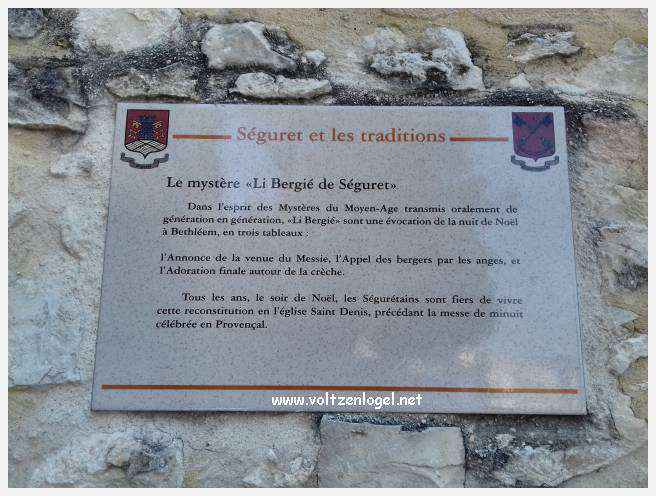 Séguret et les traditions
Le mystère «Li Bergié de Séguret»
Dans l'esprit des Mystères du Moyen-Age transmis oralement de
génération en génération, «Li Bergié» sont une évocation de la nuit de Noël
à Bethléem, en trois tableaux :
l'Annonce de la venue du Messie, l'Appel des bergers par les anges, et
l'Adoration finale autour de la crèche.
Tous les ans, le soir de Noël, les Ségurétains sont fiers de vivre
cette reconstitution en l'église Saint Denis, précédant la messe de minuit
célébrée en Provençal.
www.voltzenlogel.net